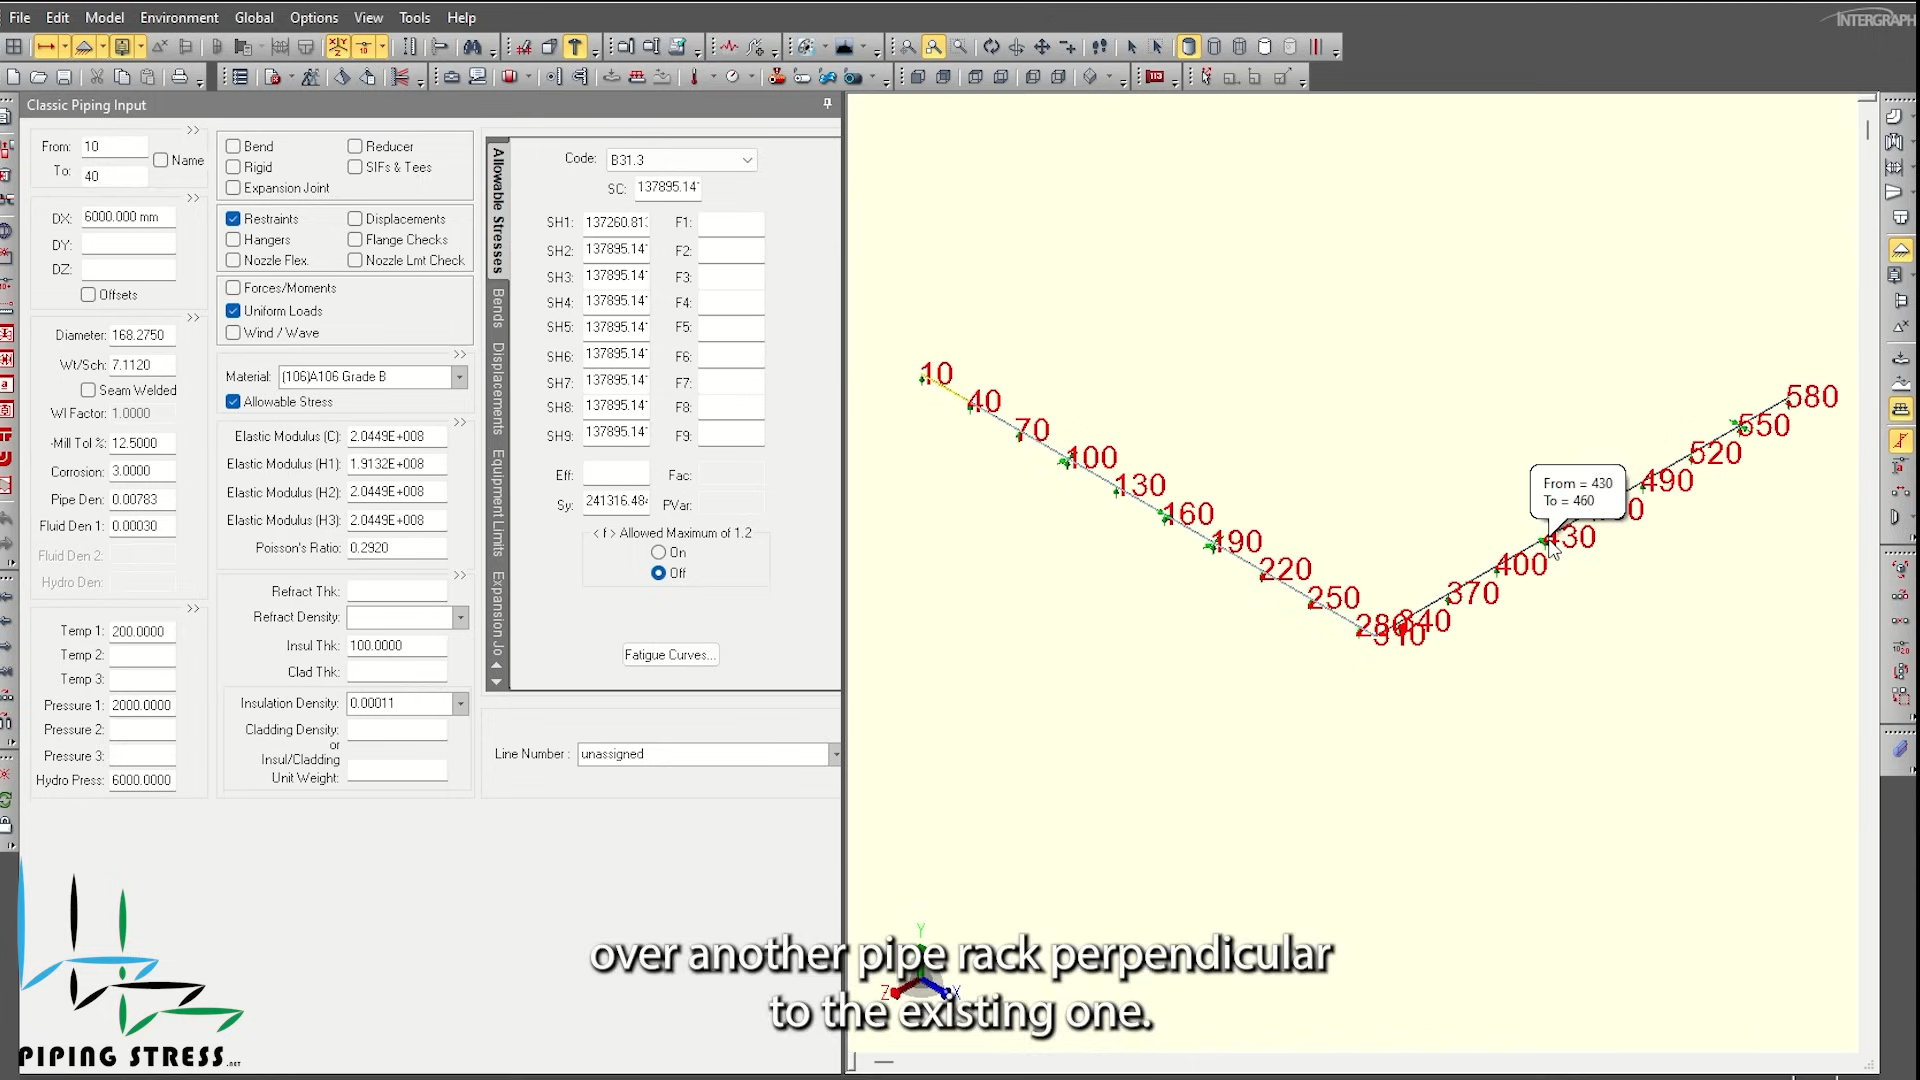 File Edit Model Environment Global Options View Tools Help
INTERGRAPH
Classic Piping Input
From: 10
To: 40
Name
DX: 6000.000 mm
DY:
DZ:
Offsets
Diameter: 168.2750
Wt/Sch: 7.1120
Seam Welded
WI Factor: 1.0000
-Mill Tol %: 12.5000
Corrosion: 3.0000
Pipe Den: 0.00783
Fluid Den 1: 0.00030
Fluid Den 2:
Hydro Den:
Temp 1: 200.0000
Temp 2:
Temp 3:
Pressure 1: 2000.0000
Pressure 2:
Pressure 3:
Hydro Press: 6000.0000
Bend Reducer
Rigid SIFs & Tees
Expansion Joint
Restraints Displacements
Hangers Flange Checks
Nozzle Flex. Nozzle Lmt Check
Forces/Moments
Uniform Loads
Wind / Wave
Material: (106)A106 Grade B
Allowable Stress
Elastic Modulus (C): 2.0449E+008
Elastic Modulus (H1): 1.9132E+008
Elastic Modulus (H2): 2.0449E+008
Elastic Modulus (H3): 2.0449E+008
Poisson's Ratio: 0.2920
Refract Thk:
Refract Density:
Insul Thk: 100.0000
Clad Thk:
Insulation Density: 0.00011
Cladding Density:
or
Insul/Cladding
Unit Weight:
Allowable Stresses
Bends
Displacements
Equipment Limits
Expansion Jo
Code: B31.3
SC: 137895.14
SH1: 137260.81 F1:
SH2: 137895.14 F2:
SH3: 137895.14 F3:
SH4: 137895.14 F4:
SH5: 137895.14 F5:
SH6: 137895.14 F6:
SH7: 137895.14 F7:
SH8: 137895.14 F8:
SH9: 137895.14 F9:
Eff: Fac:
Sy: 241316.48 PVar:
< f > Allowed Maximum of 1.2
On
Off
Fatigue Curves...
Line Number : unassigned
10
40
70
100
130
160
190
220
250
280
310
340
370
400
430
490
520
550
580
From = 430
To = 460
Y
Z X
over another pipe rack perpendicular
to the existing one.
PIPING STRESS.NET